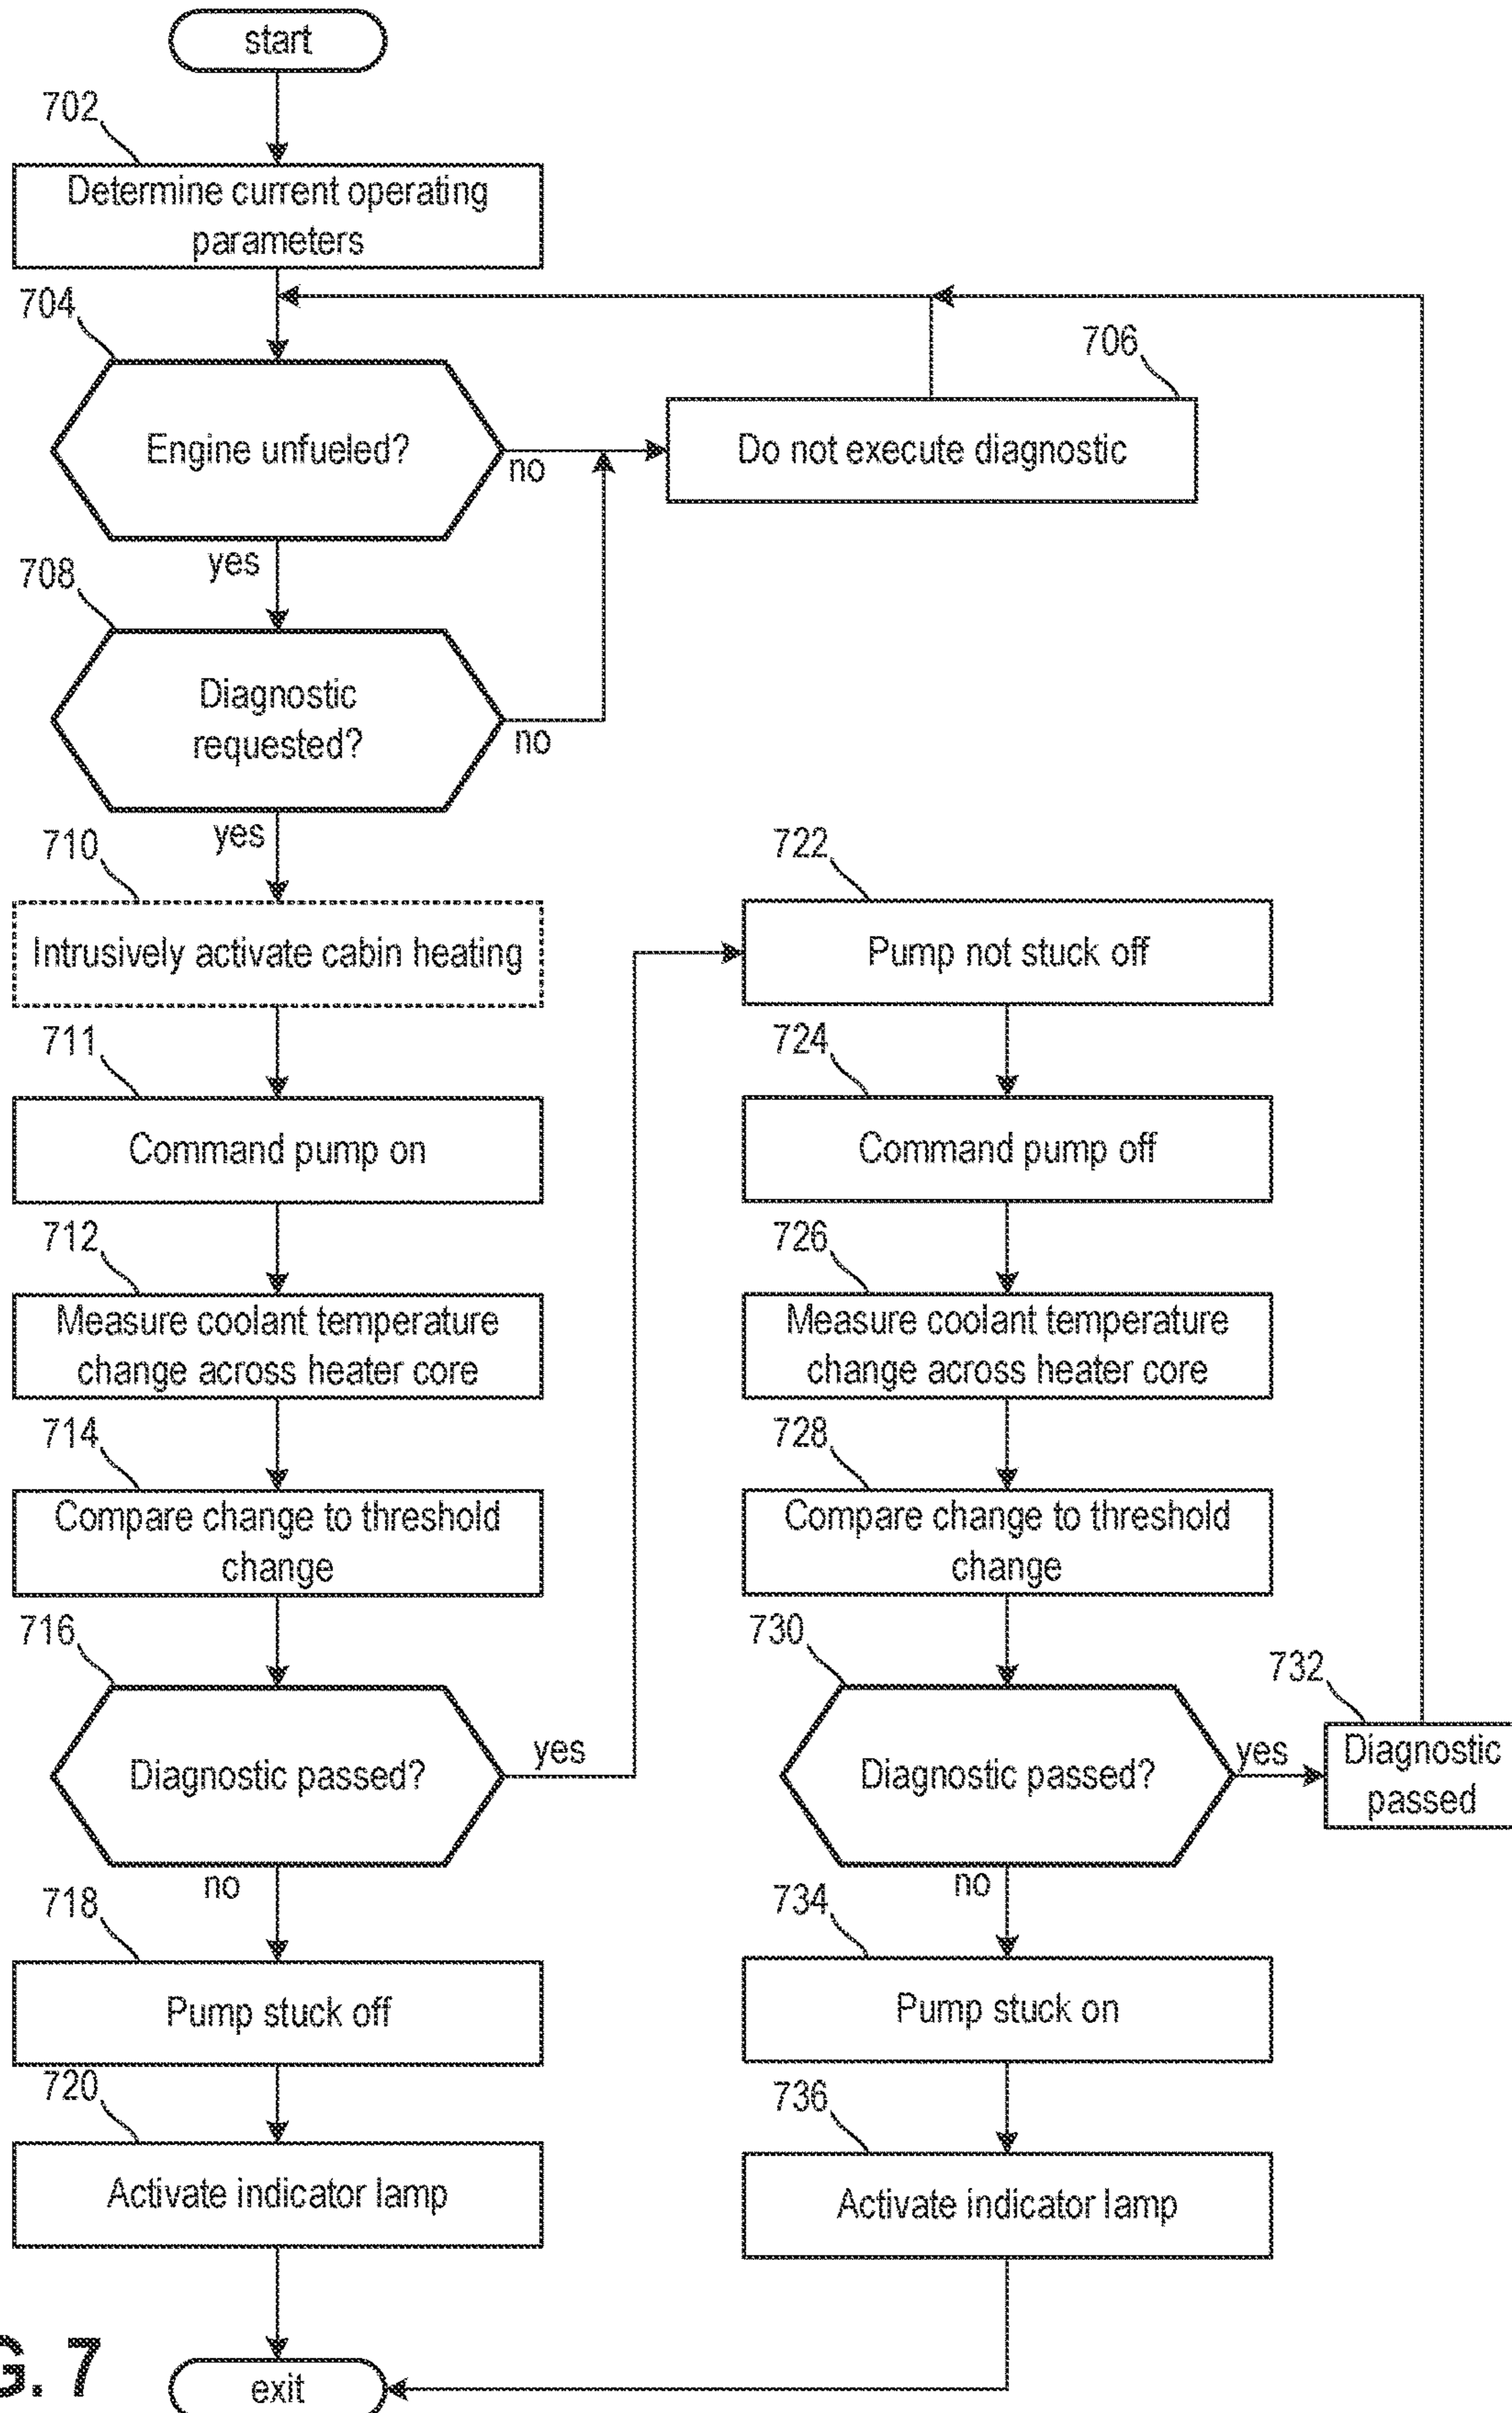 start
702
Determine current operating
parameters
704
Engine unfueled?
no
706
Do not execute diagnostic
yes
708
Diagnostic
requested?
no
yes
710
Intrusively activate cabin heating
711
Command pump on
712
Measure coolant temperature
change across heater core
714
Compare change to threshold
change
716
Diagnostic passed?
yes
no
718
Pump stuck off
720
Activate indicator lamp
722
Pump not stuck off
724
Command pump off
726
Measure coolant temperature
change across heater core
728
Compare change to threshold
change
730
Diagnostic passed?
yes
732
Diagnostic
passed
no
734
Pump stuck on
736
Activate indicator lamp
exit
G. 7